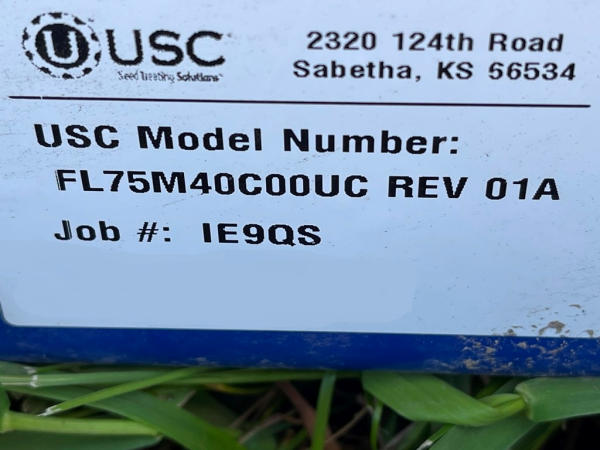 U USC
Seed Treating Solutions
2320 124th Road
Sabetha, KS 66534
USC Model Number:
FL75M40C00UC REV 01A
Job #: IE9QS